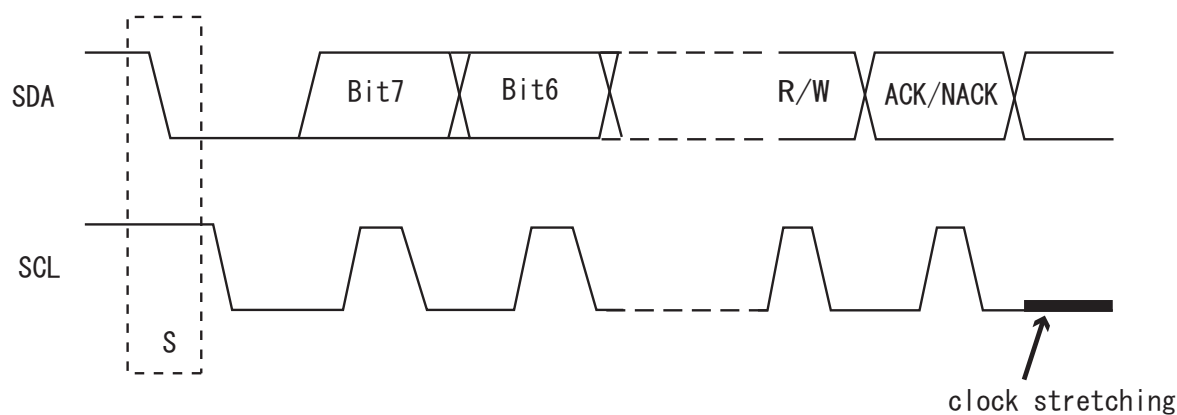 SDA
Bit7
Bit6
R/W
ACK/NACK
SCL
S
clock stretching